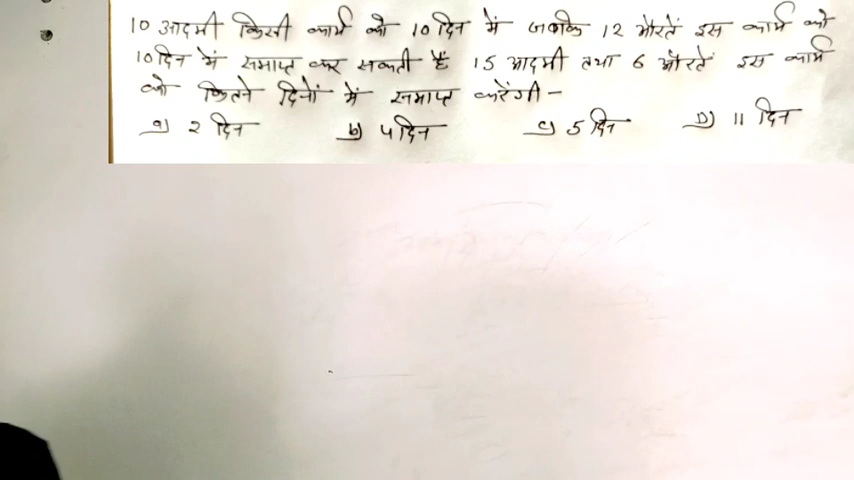 10 आदमी किसी कार्य को 10 दिन में जबकि 12 औरतें इस कार्य को
10 दिन में समाप्त कर सकती हैं 15 आदमी तथा 6 औरतें इस कार्य
को कितने दिनों में समाप्त करेंगी -
a) 2 दिन b) 4 दिन c) 5 दिन D) 11 दिन